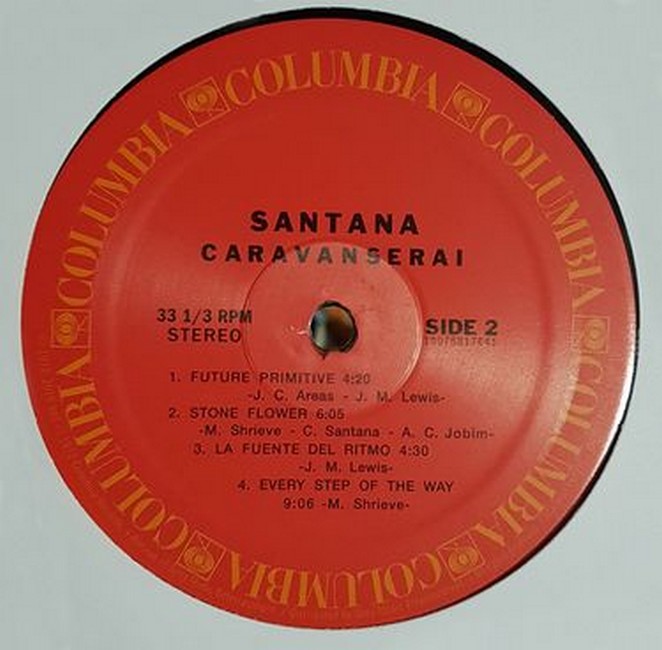 COLUMBIA
COLUMBIA
COLUMBIA
COLUMBIA
COLUMBIA
COLUMBIA
COLUMBIA
SANTANA
CARAVANSERAI
33 1/3 RPM
STEREO
SIDE 2
1. FUTURE PRIMITIVE 4:20
-J. C. Areas - J. M. Lewis-
2. STONE FLOWER 6:05
-M. Shrieve - C. Santana - A. C. Jobim-
3. LA FUENTE DEL RITMO 4:30
-J. M. Lewis-
4. EVERY STEP OF THE WAY
9:06 -M. Shrieve-